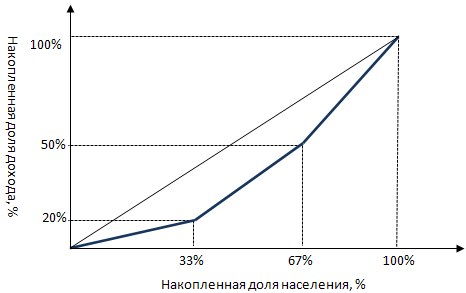 Накопленная доля дохода, %
100%
50%
20%
33% 67% 100%
Накопленная доля населения, %